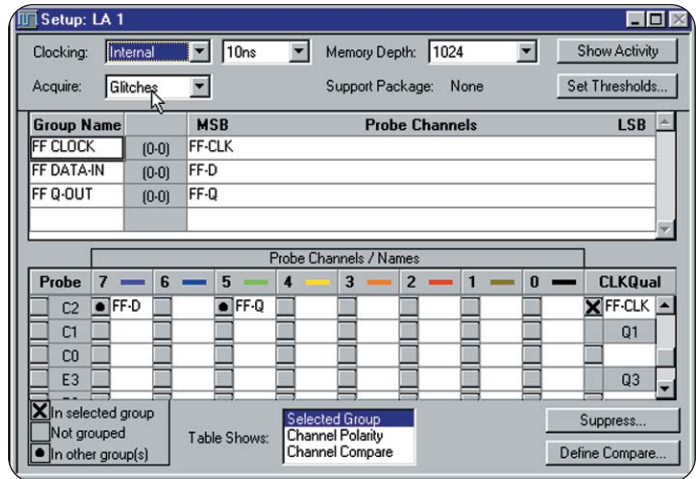 Setup: LA 1
Clocking: Internal 10ns Memory Depth: 1024 Show Activity
Acquire: Glitches Support Package: None Set Thresholds...
Group Name MSB Probe Channels LSB
FF CLOCK (0-0) FF-CLK
FF DATA-IN (0-0) FF-D
FF Q-OUT (0-0) FF-Q
Probe Channels / Names
Probe 7 6 5 4 3 2 1 0 CLKQual
C2 FF-D FF-Q FF-CLK
C1 Q1
C0
E3 Q3
In selected group
Not grouped
In other group(s)
Table Shows:
Selected Group
Channel Polarity
Channel Compare
Suppress...
Define Compare...